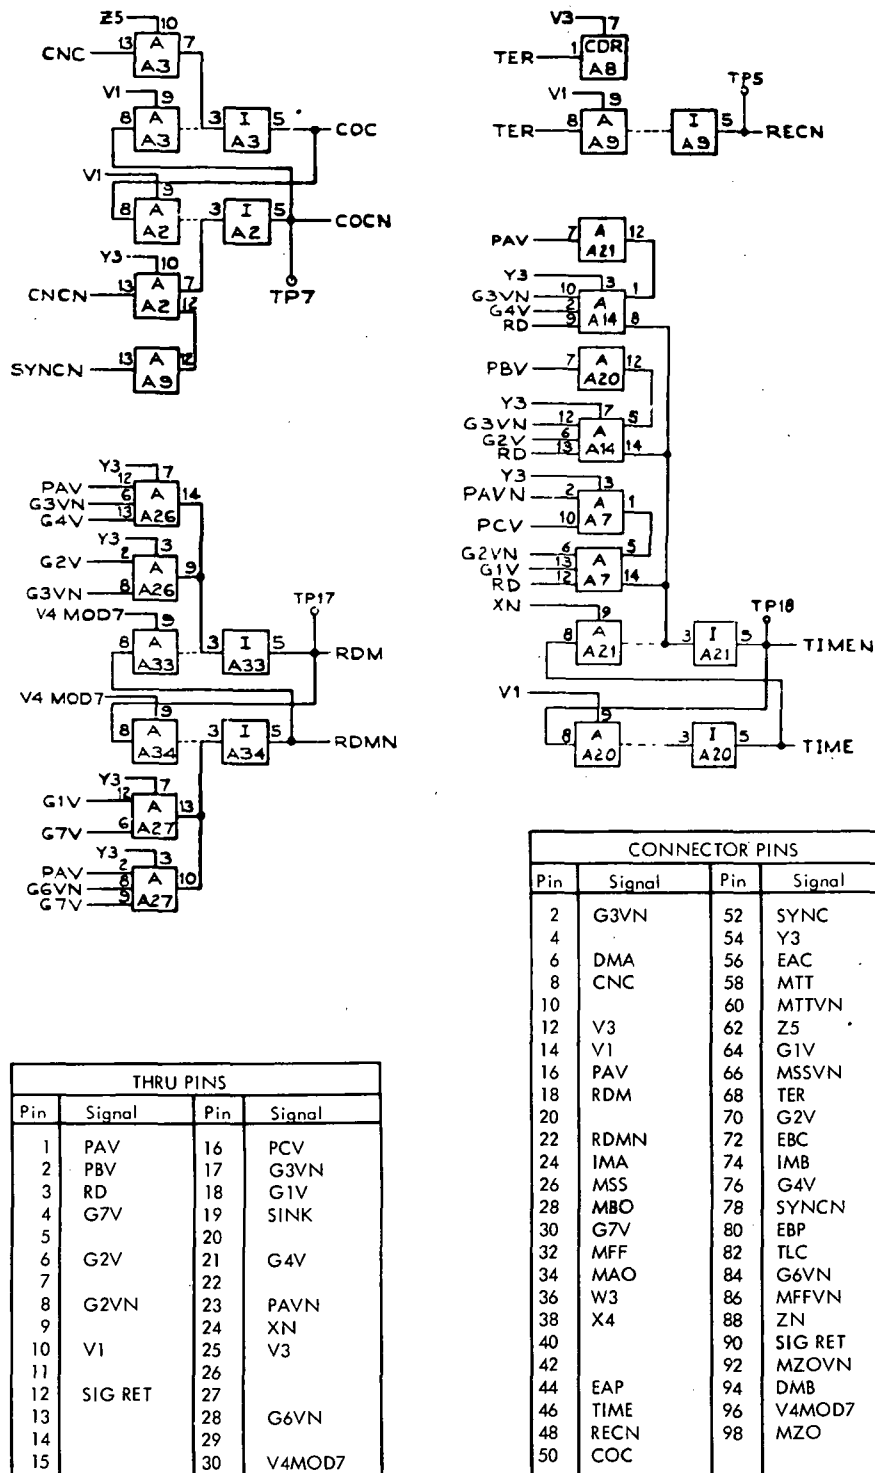 Z5 10
CNC 13 A A3 7
V1 9
8 A A3 3 I A3 5 COC
V1 9
8 A A2 3 I A2 5 COCN
Y3 10
CNCN 13 A A2 7 12
TP7
SYNCN 13 A A9 12
V3 7
TER 1 CDR A8
TP5
V1 9
TER 8 A A9 I A9 5 RECN
PAV 7 A A21 12
Y3 3
G3VN 10 1
G4V 2 A
RD 9 A14 8
PBV 7 A A20 12
Y3 7
G3VN 12 5
G2V 6 A
RD 13 A14 14
Y3 3
PAVN 2 A 1
PCV 10 A7
G2VN 6 5
G1V 13 A
RD 12 A7 14
XN 9
TP18
8 A A21 3 I A21 5 TIMEN
V1 9
8 A A20 3 I A20 5 TIME
Y3 7
PAV 12
G3VN 6 A 14
G4V 13 A26
Y3 3
G2V 2 A 9
G3VN 8 A26
V4 MOD7 9
TP17
8 A A33 3 I A33 5 RDM
V4 MOD7 9
8 A A34 3 I A34 5 RDMN
Y3 7
G1V 12 A 13
G7V 6 A27
Y3 3
PAV 2
G6VN 8 A 10
G7V 9 A27
THRU PINS
Pin Signal Pin Signal
1 PAV 16 PCV
2 PBV 17 G3VN
3 RD 18 G1V
4 G7V 19 SINK
5 20
6 G2V 21 G4V
7 22
8 G2VN 23 PAVN
9 24 XN
10 V1 25 V3
11 26
12 SIG RET 27
13 28 G6VN
14 29
15 30 V4MOD7
CONNECTOR PINS
Pin Signal Pin Signal
2 G3VN 52 SYNC
4 54 Y3
6 DMA 56 EAC
8 CNC 58 MTT
10 60 MTTVN
12 V3 62 Z5
14 V1 64 G1V
16 PAV 66 MSSVN
18 RDM 68 TER
20 70 G2V
22 RDMN 72 EBC
24 IMA 74 IMB
26 MSS 76 G4V
28 MBO 78 SYNCN
30 G7V 80 EBP
32 MFF 82 TLC
34 MAO 84 G6VN
36 W3 86 MFFVN
38 X4 88 ZN
40 90 SIG RET
42 92 MZOVN
44 EAP 94 DMB
46 TIME 96 V4MOD7
48 RECN 98 MZO
50 COC